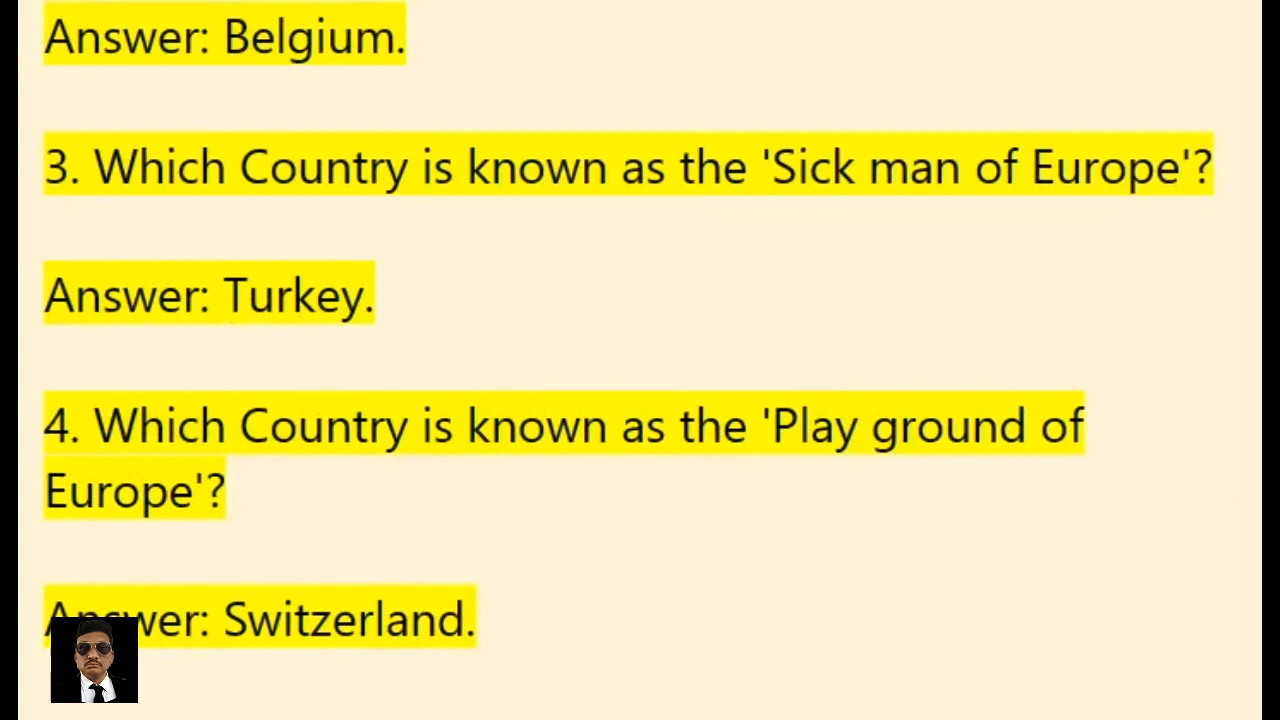 Answer: Belgium.
3. Which Country is known as the 'Sick man of Europe'?
Answer: Turkey.
4. Which Country is known as the 'Play ground of
Europe'?
Answer: Switzerland.